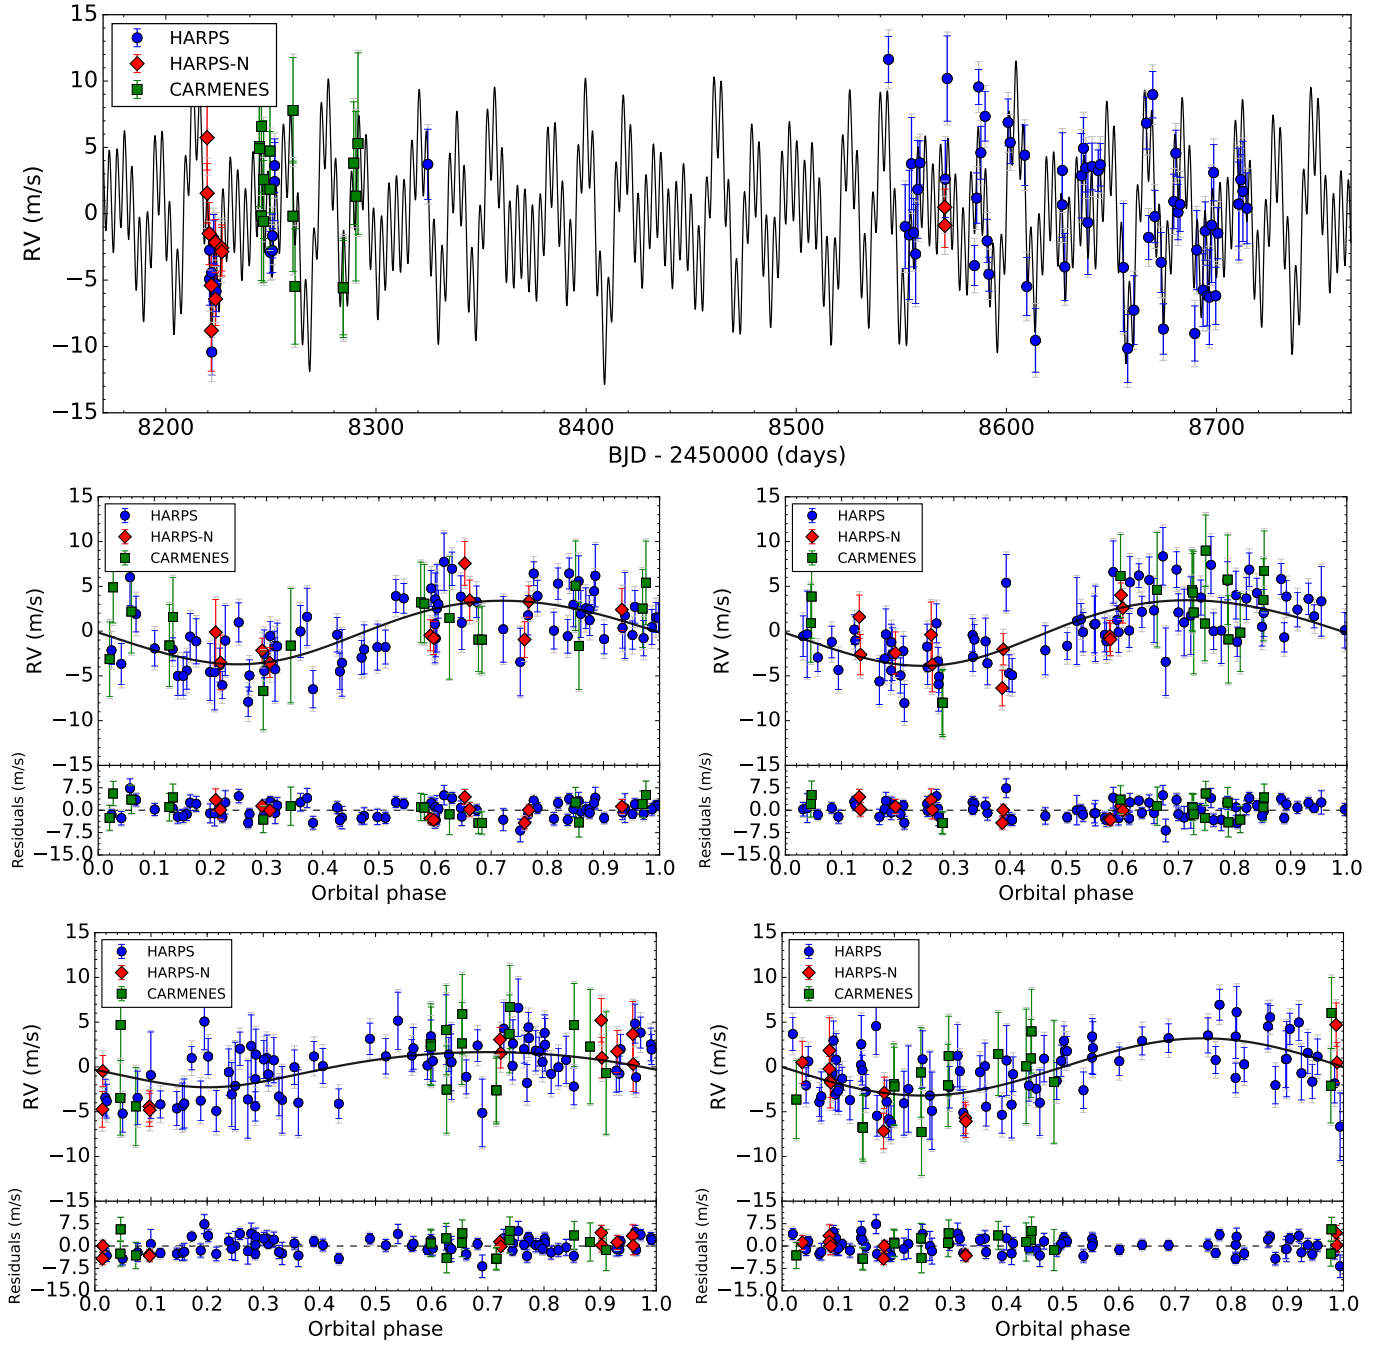 15
10
5
0
−5
−10
−15
RV (m/s)
HARPS
HARPS-N
CARMENES
8200 8300 8400 8500 8600 8700
BJD - 2450000 (days)
15
10
5
0
−5
−10
−15
RV (m/s)
HARPS
HARPS-N
CARMENES
7.5
0.0
−7.5
−15.0
Residuals (m/s)
0.0 0.1 0.2 0.3 0.4 0.5 0.6 0.7 0.8 0.9 1.0
Orbital phase
15
10
5
0
−5
−10
−15
RV (m/s)
HARPS
HARPS-N
CARMENES
7.5
0.0
−7.5
−15.0
Residuals (m/s)
0.0 0.1 0.2 0.3 0.4 0.5 0.6 0.7 0.8 0.9 1.0
Orbital phase
15
10
5
0
−5
−10
−15
RV (m/s)
HARPS
HARPS-N
CARMENES
7.5
0.0
−7.5
−15.0
Residuals (m/s)
0.0 0.1 0.2 0.3 0.4 0.5 0.6 0.7 0.8 0.9 1.0
Orbital phase
15
10
5
0
−5
−10
−15
RV (m/s)
HARPS
HARPS-N
CARMENES
7.5
0.0
−7.5
−15.0
Residuals (m/s)
0.0 0.1 0.2 0.3 0.4 0.5 0.6 0.7 0.8 0.9 1.0
Orbital phase